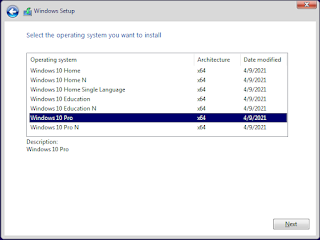 Windows Setup
Select the operating system you want to install
Operating system Architecture Date modified
Windows 10 Home x64 4/9/2021
Windows 10 Home N x64 4/9/2021
Windows 10 Home Single Language x64 4/9/2021
Windows 10 Education x64 4/9/2021
Windows 10 Education N x64 4/9/2021
Windows 10 Pro x64 4/9/2021
Windows 10 Pro N x64 4/9/2021
Description:
Windows 10 Pro
Next